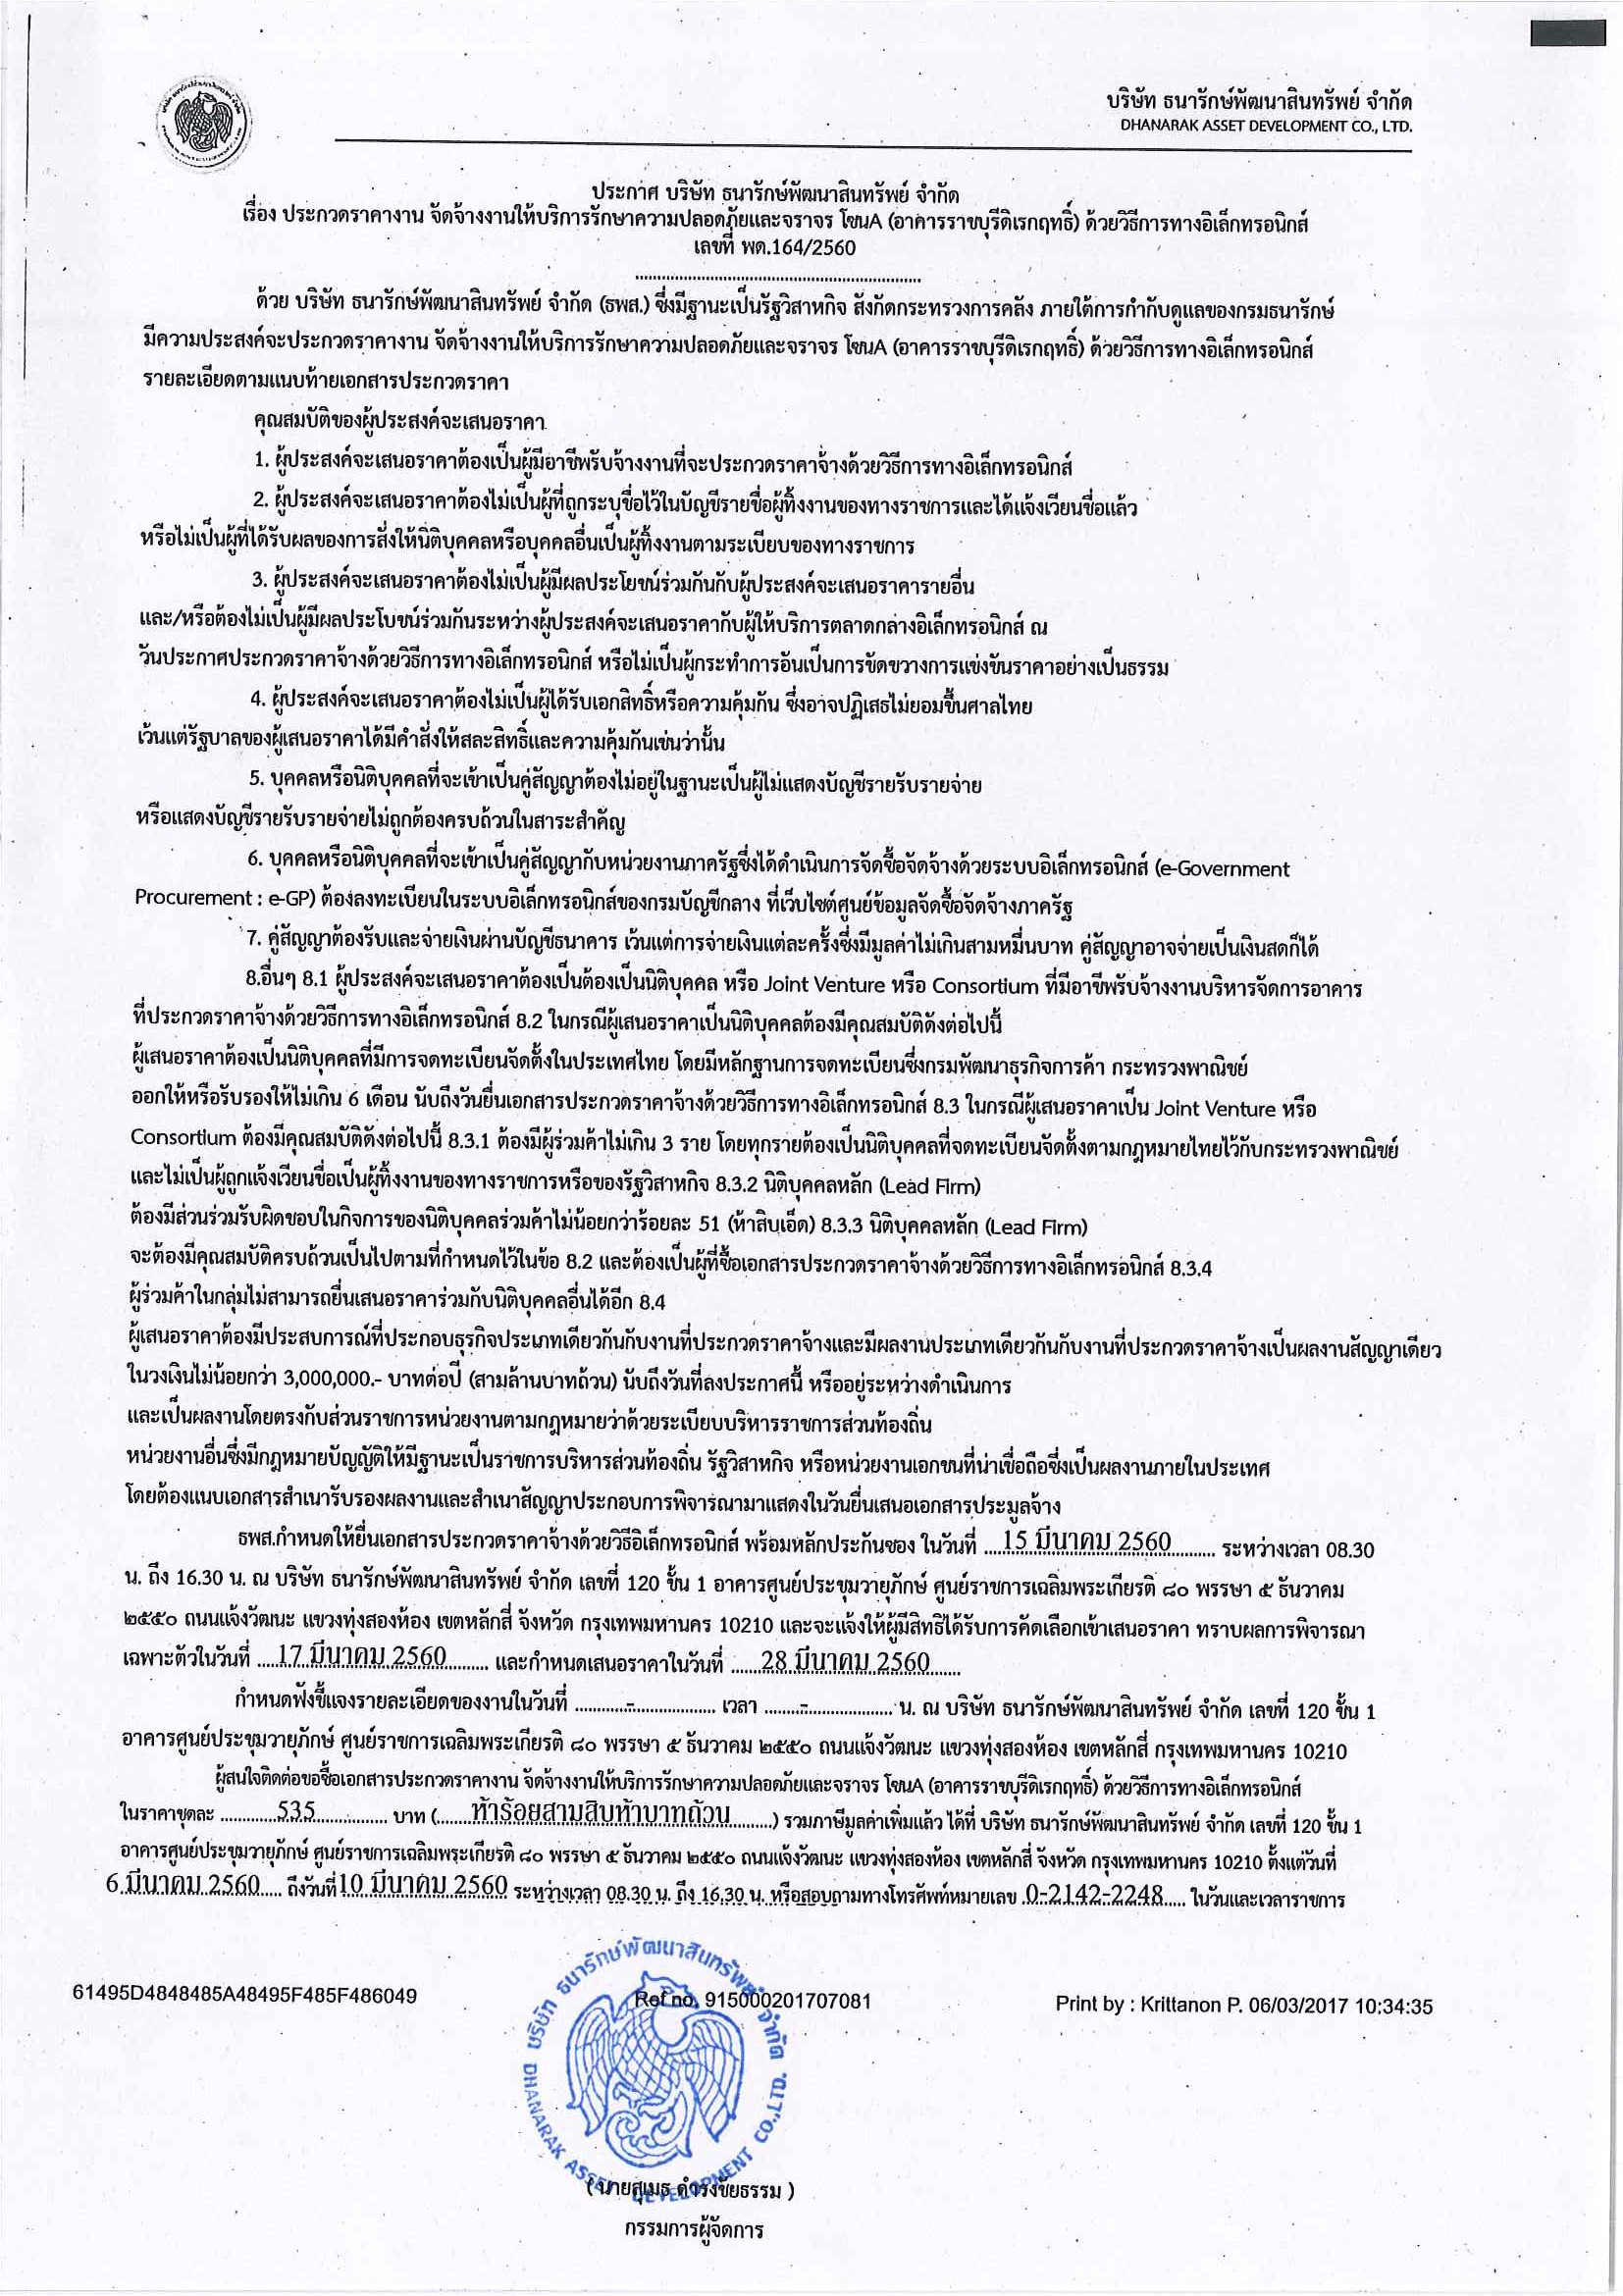 บริษัท ธนารักษ์พัฒนาสินทรัพย์ จำกัด
DHANARAK ASSET DEVELOPMENT CO., LTD.
ประกาศ บริษัท ธนารักษ์พัฒนาสินทรัพย์ จำกัด
เรื่อง ประกวดราคางาน จัดจ้างงานให้บริการรักษาความปลอดภัยและจราจร โซนA (อาคารราชบุรีดิเรกฤทธิ์) ด้วยวิธีการทางอิเล็กทรอนิกส์
เลขที่ พด.164/2560
ด้วย บริษัท ธนารักษ์พัฒนาสินทรัพย์ จำกัด (ธพส.) ซึ่งมีฐานะเป็นรัฐวิสาหกิจ สังกัดกระทรวงการคลัง ภายใต้การกำกับดูแลของกรมธนารักษ์
มีความประสงค์จะประกวดราคางาน จัดจ้างงานให้บริการรักษาความปลอดภัยและจราจร โซนA (อาคารราชบุรีดิเรกฤทธิ์) ด้วยวิธีการทางอิเล็กทรอนิกส์
รายละเอียดตามแนบท้ายเอกสารประกวดราคา
คุณสมบัติของผู้ประสงค์จะเสนอราคา
1. ผู้ประสงค์จะเสนอราคาต้องเป็นผู้มีอาชีพรับจ้างงานที่จะประกวดราคาจ้างด้วยวิธีการทางอิเล็กทรอนิกส์
2. ผู้ประสงค์จะเสนอราคาต้องไม่เป็นผู้ที่ถูกระบุชื่อไว้ในบัญชีรายชื่อผู้ทิ้งงานของทางราชการและได้แจ้งเวียนชื่อแล้ว
หรือไม่เป็นผู้ที่ได้รับผลของการสั่งให้นิติบุคคลหรือบุคคลอื่นเป็นผู้ทิ้งงานตามระเบียบของทางราชการ
3. ผู้ประสงค์จะเสนอราคาต้องไม่เป็นผู้มีผลประโยชน์ร่วมกันกับผู้ประสงค์จะเสนอราคารายอื่น
และ/หรือต้องไม่เป็นผู้มีผลประโยชน์ร่วมกันระหว่างผู้ประสงค์จะเสนอราคากับผู้ให้บริการตลาดกลางอิเล็กทรอนิกส์ ณ
วันประกาศประกวดราคาจ้างด้วยวิธีการทางอิเล็กทรอนิกส์ หรือไม่เป็นผู้กระทำการอันเป็นการขัดขวางการแข่งขันราคาอย่างเป็นธรรม
4. ผู้ประสงค์จะเสนอราคาต้องไม่เป็นผู้ได้รับเอกสิทธิ์หรือความคุ้มกัน ซึ่งอาจปฏิเสธไม่ยอมขึ้นศาลไทย
เว้นแต่รัฐบาลของผู้เสนอราคาได้มีคำสั่งให้สละสิทธิ์และความคุ้มกันเช่นว่านั้น
5. บุคคลหรือนิติบุคคลที่จะเข้าเป็นคู่สัญญาต้องไม่อยู่ในฐานะเป็นผู้ไม่แสดงบัญชีรายรับรายจ่าย
หรือแสดงบัญชีรายรับรายจ่ายไม่ถูกต้องครบถ้วนในสาระสำคัญ
6. บุคคลหรือนิติบุคคลที่จะเข้าเป็นคู่สัญญากับหน่วยงานภาครัฐซึ่งได้ดำเนินการจัดซื้อจัดจ้างด้วยระบบอิเล็กทรอนิกส์ (e-Government
Procurement : e-GP) ต้องลงทะเบียนในระบบอิเล็กทรอนิกส์ของกรมบัญชีกลาง ที่เว็บไซต์ศูนย์ข้อมูลจัดซื้อจัดจ้างภาครัฐ
7. คู่สัญญาต้องรับและจ่ายเงินผ่านบัญชีธนาคาร เว้นแต่การจ่ายเงินแต่ละครั้งซึ่งมีมูลค่าไม่เกินสามหมื่นบาท คู่สัญญาอาจจ่ายเป็นเงินสดก็ได้
8.อื่นๆ 8.1 ผู้ประสงค์จะเสนอราคาต้องเป็นต้องเป็นนิติบุคคล หรือ Joint Venture หรือ Consortium ที่มีอาชีพรับจ้างงานบริหารจัดการอาคาร
ที่ประกวดราคาจ้างด้วยวิธีการทางอิเล็กทรอนิกส์ 8.2 ในกรณีผู้เสนอราคาเป็นนิติบุคคลต้องมีคุณสมบัติดังต่อไปนี้
ผู้เสนอราคาต้องเป็นนิติบุคคลที่มีการจดทะเบียนจัดตั้งในประเทศไทย โดยมีหลักฐานการจดทะเบียนซึ่งกรมพัฒนาธุรกิจการค้า กระทรวงพาณิชย์
ออกให้หรือรับรองให้ไม่เกิน 6 เดือน นับถึงวันยื่นเอกสารประกวดราคาจ้างด้วยวิธีการทางอิเล็กทรอนิกส์ 8.3 ในกรณีผู้เสนอราคาเป็น Joint Venture หรือ
Consortium ต้องมีคุณสมบัติดังต่อไปนี้ 8.3.1 ต้องมีผู้ร่วมค้าไม่เกิน 3 ราย โดยทุกรายต้องเป็นนิติบุคคลที่จดทะเบียนจัดตั้งตามกฎหมายไทยไว้กับกระทรวงพาณิชย์
และไม่เป็นผู้ถูกแจ้งเวียนชื่อเป็นผู้ทิ้งงานของทางราชการหรือของรัฐวิสาหกิจ 8.3.2 นิติบุคคลหลัก (Lead Firm)
ต้องมีส่วนร่วมรับผิดชอบในกิจการของนิติบุคคลร่วมค้าไม่น้อยกว่าร้อยละ 51 (ห้าสิบเอ็ด) 8.3.3 นิติบุคคลหลัก (Lead Firm)
จะต้องมีคุณสมบัติครบถ้วนเป็นไปตามที่กำหนดไว้ในข้อ 8.2 และต้องเป็นผู้ที่ซื้อเอกสารประกวดราคาจ้างด้วยวิธีการทางอิเล็กทรอนิกส์ 8.3.4
ผู้ร่วมค้าในกลุ่มไม่สามารถยื่นเสนอราคาร่วมกับนิติบุคคลอื่นได้อีก 8.4
ผู้เสนอราคาต้องมีประสบการณ์ที่ประกอบธุรกิจประเภทเดียวกันกับงานที่ประกวดราคาจ้างและมีผลงานประเภทเดียวกันกับงานที่ประกวดราคาจ้างเป็นผลงานสัญญาเดียว
ในวงเงินไม่น้อยกว่า 3,000,000.- บาทต่อปี (สามล้านบาทถ้วน) นับถึงวันที่ลงประกาศนี้ หรืออยู่ระหว่างดำเนินการ
และเป็นผลงานโดยตรงกับส่วนราชการหน่วยงานตามกฎหมายว่าด้วยระเบียบบริหารราชการส่วนท้องถิ่น
หน่วยงานอื่นซึ่งมีกฎหมายบัญญัติให้มีฐานะเป็นราชการบริหารส่วนท้องถิ่น รัฐวิสาหกิจ หรือหน่วยงานเอกชนที่น่าเชื่อถือซึ่งเป็นผลงานภายในประเทศ
โดยต้องแนบเอกสารสำเนารับรองผลงานและสำเนาสัญญาประกอบการพิจารณามาแสดงในวันยื่นเสนอเอกสารประมูลจ้าง
ธพส.กำหนดให้ยื่นเอกสารประกวดราคาจ้างด้วยวิธีอิเล็กทรอนิกส์ พร้อมหลักประกันซอง ในวันที่ ....15 มีนาคม 2560.......... ระหว่างเวลา 08.30
น. ถึง 16.30 น. ณ บริษัท ธนารักษ์พัฒนาสินทรัพย์ จำกัด เลขที่ 120 ชั้น 1 อาคารศูนย์ประชุมวายุภักษ์ ศูนย์ราชการเฉลิมพระเกียรติ ๘๐ พรรษา ๕ ธันวาคม
๒๕๕๐ ถนนแจ้งวัฒนะ แขวงทุ่งสองห้อง เขตหลักสี่ จังหวัด กรุงเทพมหานคร 10210 และจะแจ้งให้ผู้มีสิทธิได้รับการคัดเลือกเข้าเสนอราคา ทราบผลการพิจารณา
เฉพาะตัวในวันที่ ....17 มีนาคม 2560......... และกำหนดเสนอราคาในวันที่ ......28 มีนาคม 2560......
กำหนดฟังชี้แจงรายละเอียดของงานในวันที่ ...........-................. เวลา ........-................. น. ณ บริษัท ธนารักษ์พัฒนาสินทรัพย์ จำกัด เลขที่ 120 ชั้น 1
อาคารศูนย์ประชุมวายุภักษ์ ศูนย์ราชการเฉลิมพระเกียรติ ๘๐ พรรษา ๕ ธันวาคม ๒๕๕๐ ถนนแจ้งวัฒนะ แขวงทุ่งสองห้อง เขตหลักสี่ กรุงเทพมหานคร 10210
ผู้สนใจติดต่อขอซื้อเอกสารประกวดราคางาน จัดจ้างงานให้บริการรักษาความปลอดภัยและจราจร โซนA (อาคารราชบุรีดิเรกฤทธิ์) ด้วยวิธีการทางอิเล็กทรอนิกส์
ในราคาชุดละ ............535............... บาท (.......ห้าร้อยสามสิบห้าบาทถ้วน.........) รวมภาษีมูลค่าเพิ่มแล้ว ได้ที่ บริษัท ธนารักษ์พัฒนาสินทรัพย์ จำกัด เลขที่ 120 ชั้น 1
อาคารศูนย์ประชุมวายุภักษ์ ศูนย์ราชการเฉลิมพระเกียรติ ๘๐ พรรษา ๕ ธันวาคม ๒๕๕๐ ถนนแจ้งวัฒนะ แขวงทุ่งสองห้อง เขตหลักสี่ จังหวัด กรุงเทพมหานคร 10210 ตั้งแต่วันที่
6 มีนาคม 2560..... ถึงวันที่10 มีนาคม 2560 ระหว่างเวลา 08.30 น. ถึง 16.30 น. หรือสอบถามทางโทรศัพท์หมายเลข .0-2142-2248..... ในวันและเวลาราชการ
61495D4848485A48495F485F486049
Ref no. 915000201707081
Print by : Krittanon P. 06/03/2017 10:34:35
บริษัท ธนารักษ์พัฒนาสินทรัพย์ จำกัด
DHANARAK ASSET DEVELOPMENT CO.,LTD.
( นายสุเมธ ดำรงชัยธรรม )
กรรมการผู้จัดการ